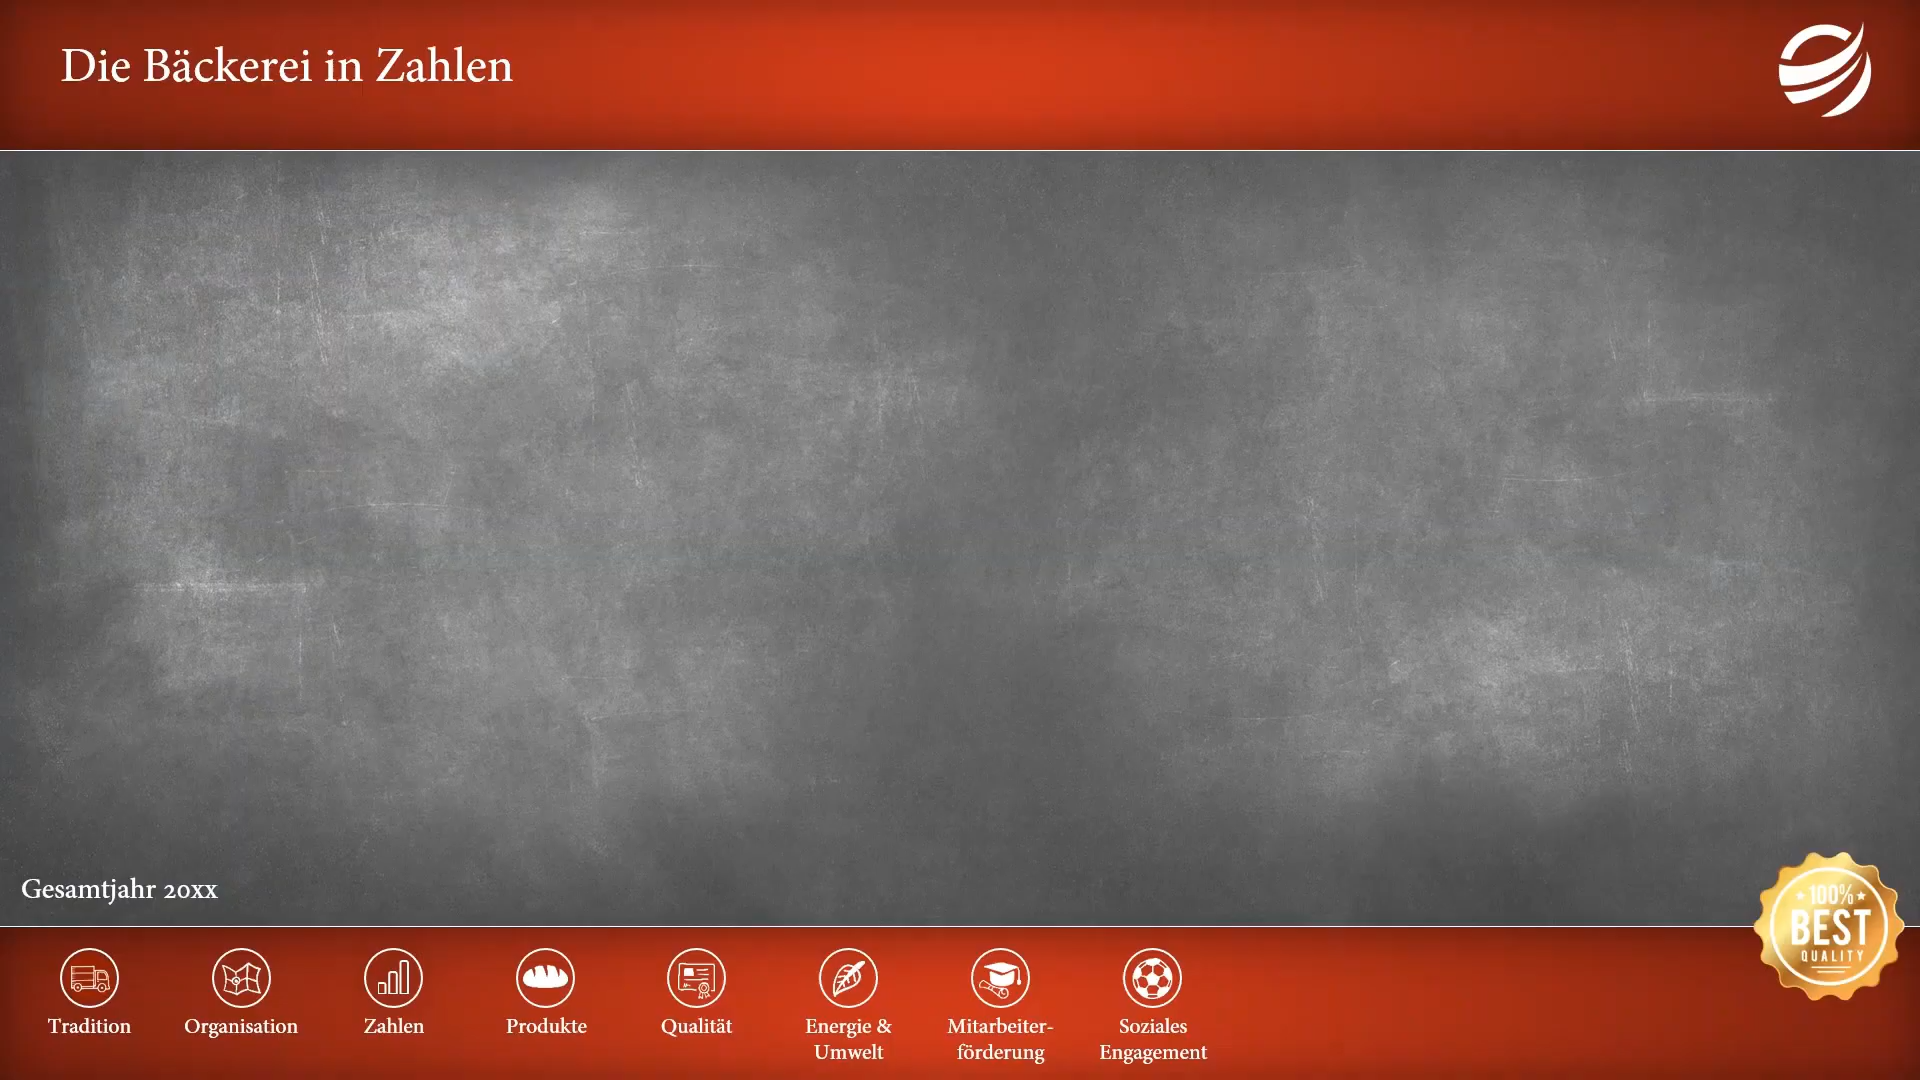 Die Bäckerei in Zahlen
Gesamtjahr 20xx
100%
BEST
QUALITY
Tradition
Organisation
Zahlen
Produkte
Qualität
Energie &
Umwelt
Mitarbeiter-
förderung
Soziales
Engagement